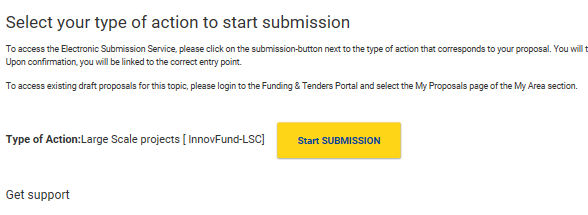 Select your type of action to start submission
To access the Electronic Submission Service, please click on the submission-button next to the type of action that corresponds to your proposal. You will t
Upon confirmation, you will be linked to the correct entry point.
To access existing draft proposals for this topic, please login to the Funding & Tenders Portal and select the My Proposals page of the My Area section.
Type of Action:Large Scale projects [ InnovFund-LSC] Start SUBMISSION
Get support